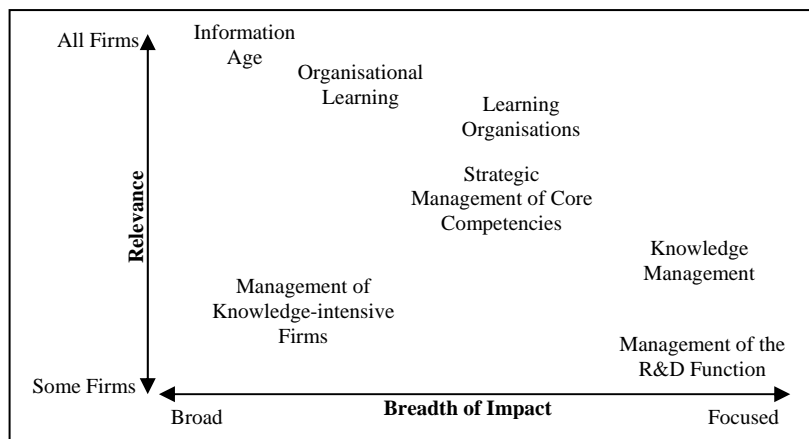 All Firms
Information
Age
Organisational
Learning
Learning
Organisations
Strategic
Management of Core
Competencies
Relevance
Knowledge
Management
Management of
Knowledge-intensive
Firms
Management of the
R&D Function
Some Firms
Broad
Breadth of Impact
Focused